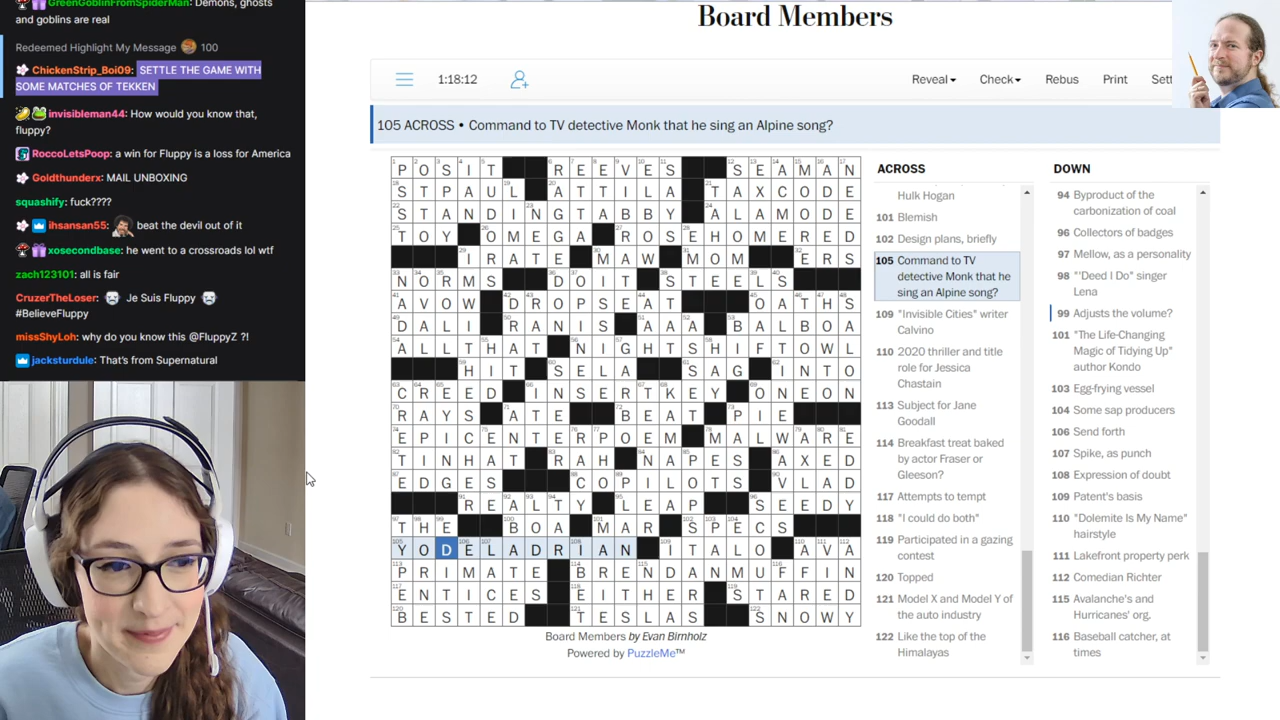 GreenGoblinFromSpiderMan: Demons, ghosts
and goblins are real
Redeemed Highlight My Message 100
ChickenStrip_Boi09: SETTLE THE GAME WITH
SOME MATCHES OF TEKKEN
invisibleman44: How would you know that,
fluppy?
RoccoLetsPoop: a win for Fluppy is a loss for America
Goldthunderx: MAIL UNBOXING
squashify: fuck????
ihsansan55: beat the devil out of it
xosecondbase: he went to a crossroads lol wtf
zach123101: all is fair
CruzerTheLoser: Je Suis Fluppy
#BelieveFluppy
missShyLoh: why do you know this @FluppyZ ?!
jacksturdule: That's from Supernatural
Board Members
1:18:12
Reveal Check Rebus Print Sett
105 ACROSS • Command to TV detective Monk that he sing an Alpine song?
POSIT REEVES SEAMAN
STPAUL ATTILA TAXCODE
STANDINGTABBY ALAMODE
TOY OMEGA ROSEHOMERED
IRATE MAW MOM ERS
NORMS DOIT STEELS
AVOW DROPSEAT OATHS
DALI RANIS AAA BALBOA
ALLTHAT NIGHTSHIFTOWL
HIT SELA SAG INTO
CREED INSERTKEY ONEON
RAYS ATE BEAT PIE
EPICENTERPOEM MALWARE
TINHAT RAH NAPES AXED
EDGES COPILOTS VLAD
REALTY LEAP SEEDY
THE BOA MAR SPECS
YODELADRIAN ITALO AVA
PRIMATE BRENDANMUFFIN
ENTICES EITHER STARED
BESTED TESLAS SNOWY
Board Members by Evan Birnholz
Powered by PuzzleMe™
ACROSS
Hulk Hogan
101 Blemish
102 Design plans, briefly
105 Command to TV
detective Monk that he
sing an Alpine song?
109 "Invisible Cities" writer
Calvino
110 2020 thriller and title
role for Jessica
Chastain
113 Subject for Jane
Goodall
114 Breakfast treat baked
by actor Fraser or
Gleeson?
117 Attempts to tempt
118 "I could do both"
119 Participated in a gazing
contest
120 Topped
121 Model X and Model Y of
the auto industry
122 Like the top of the
Himalayas
DOWN
94 Byproduct of the
carbonization of coal
96 Collectors of badges
97 Mellow, as a personality
98 "'Deed I Do" singer
Lena
99 Adjusts the volume?
101 "The Life-Changing
Magic of Tidying Up"
author Kondo
103 Egg-frying vessel
104 Some sap producers
106 Send forth
107 Spike, as punch
108 Expression of doubt
109 Patent's basis
110 "Dolemite Is My Name"
hairstyle
111 Lakefront property perk
112 Comedian Richter
115 Avalanche's and
Hurricanes' org.
116 Baseball catcher, at
times